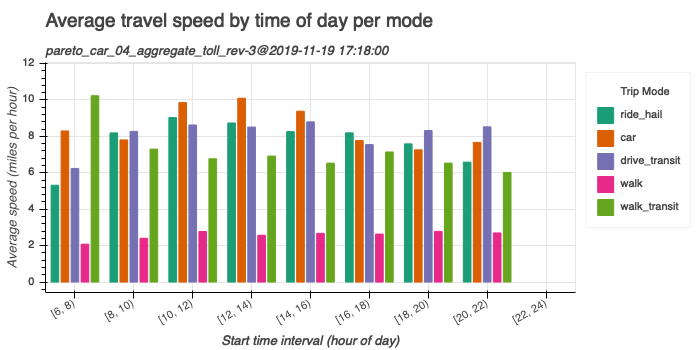 Average travel speed by time of day per mode
pareto_car_04_aggregate_toll_rev-3@2019-11-19 17:18:00
12
10
8
6
4
2
0
Average speed (miles per hour)
[6, 8)
[8, 10)
[10, 12)
[12, 14)
[14, 16)
[16, 18)
[18, 20)
[20, 22)
[22, 24)
Start time interval (hour of day)
Trip Mode
ride_hail
car
drive_transit
walk
walk_transit